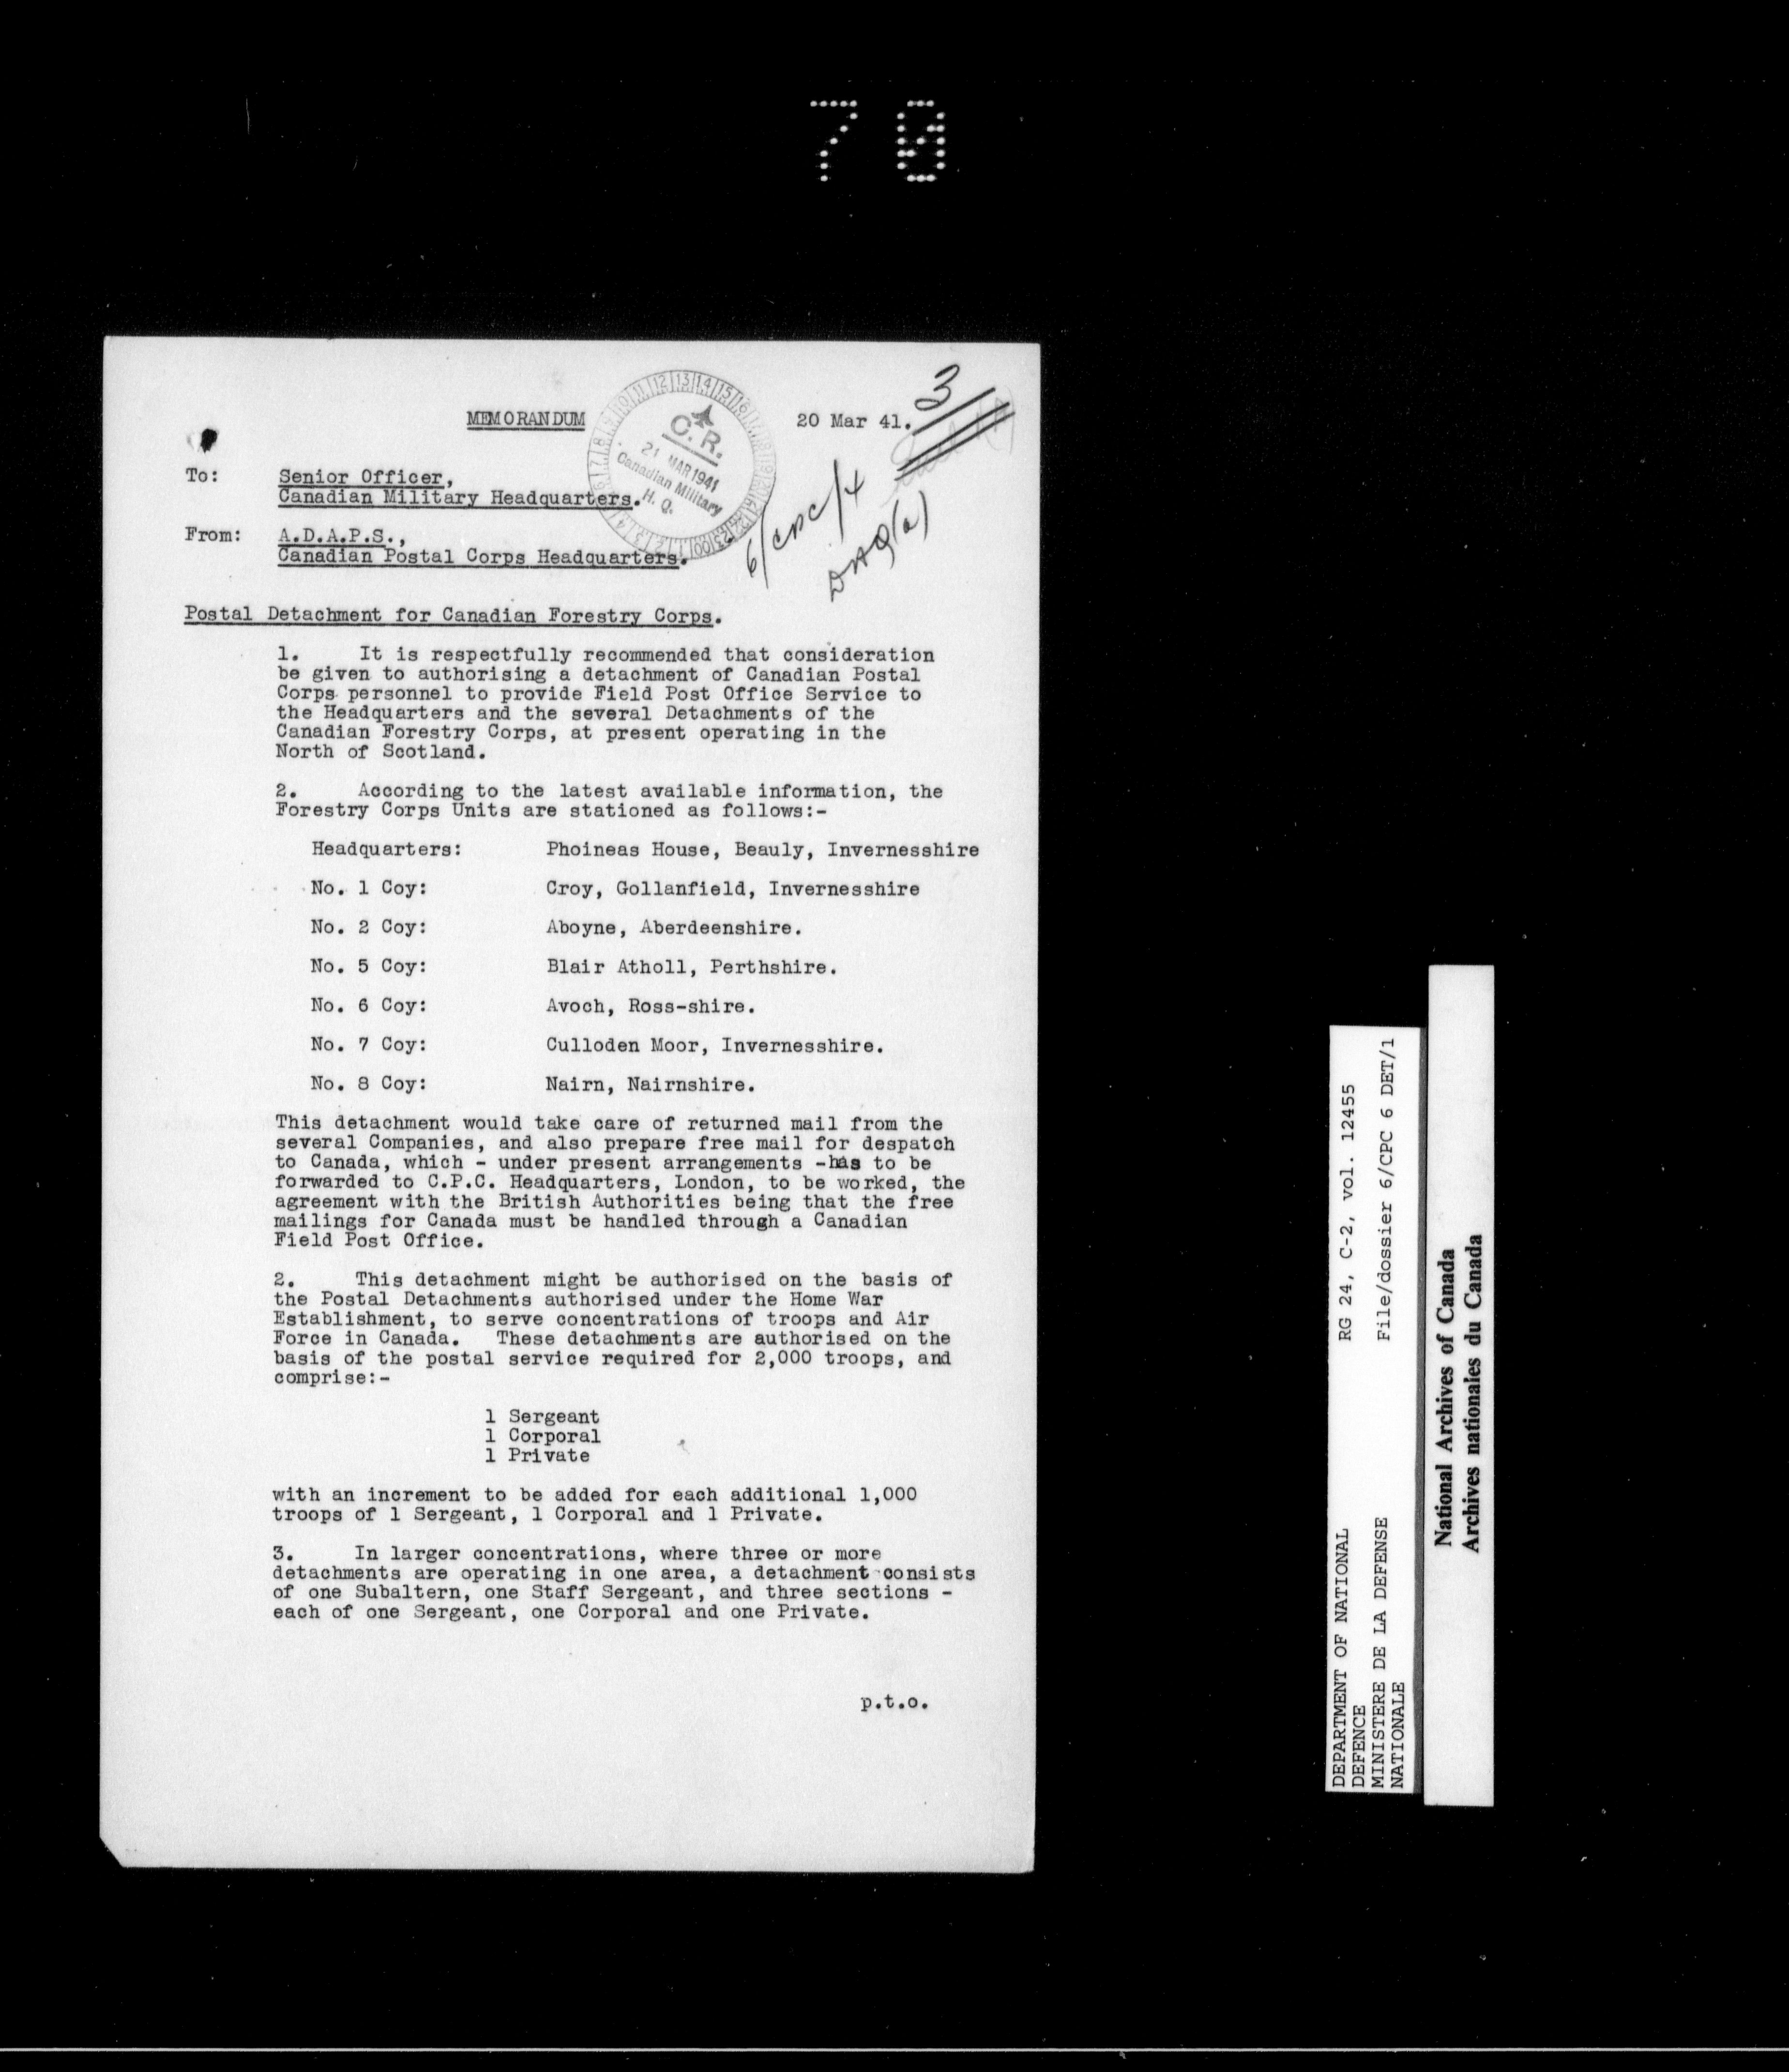 70
3
MEMORANDUM
20 Mar 41.
C. R.
21 MAR 1941
Canadian Military
H. Q.
To: Senior Officer,
Canadian Military Headquarters.
6/CPC/4
DAG(a)
From: A.D.A.P.S.,
Canadian Postal Corps Headquarters.
Postal Detachment for Canadian Forestry Corps.
1. It is respectfully recommended that consideration
be given to authorising a detachment of Canadian Postal
Corps personnel to provide Field Post Office Service to
the Headquarters and the several Detachments of the
Canadian Forestry Corps, at present operating in the
North of Scotland.
2. According to the latest available information, the
Forestry Corps Units are stationed as follows:-
Headquarters: Phoineas House, Beauly, Invernesshire
No. 1 Coy: Croy, Gollanfield, Invernesshire
No. 2 Coy: Aboyne, Aberdeenshire.
No. 5 Coy: Blair Atholl, Perthshire.
No. 6 Coy: Avoch, Ross-shire.
No. 7 Coy: Culloden Moor, Invernesshire.
No. 8 Coy: Nairn, Nairnshire.
This detachment would take care of returned mail from the
several Companies, and also prepare free mail for despatch
to Canada, which - under present arrangements -has to be
forwarded to C.P.C. Headquarters, London, to be worked, the
agreement with the British Authorities being that the free
mailings for Canada must be handled through a Canadian
Field Post Office.
2. This detachment might be authorised on the basis of
the Postal Detachments authorised under the Home War
Establishment, to serve concentrations of troops and Air
Force in Canada. These detachments are authorised on the
basis of the postal service required for 2,000 troops, and
comprise:-
1 Sergeant
1 Corporal
1 Private
with an increment to be added for each additional 1,000
troops of 1 Sergeant, 1 Corporal and 1 Private.
3. In larger concentrations, where three or more
detachments are operating in one area, a detachment consists
of one Subaltern, one Staff Sergeant, and three sections -
each of one Sergeant, one Corporal and one Private.
p.t.o.
DEPARTMENT OF NATIONAL RG 24, C-2, vol. 12455
DEFENCE
MINISTERE DE LA DEFENSE File/dossier 6/CPC 6 DET/1
NATIONALE
National Archives of Canada
Archives nationales du Canada